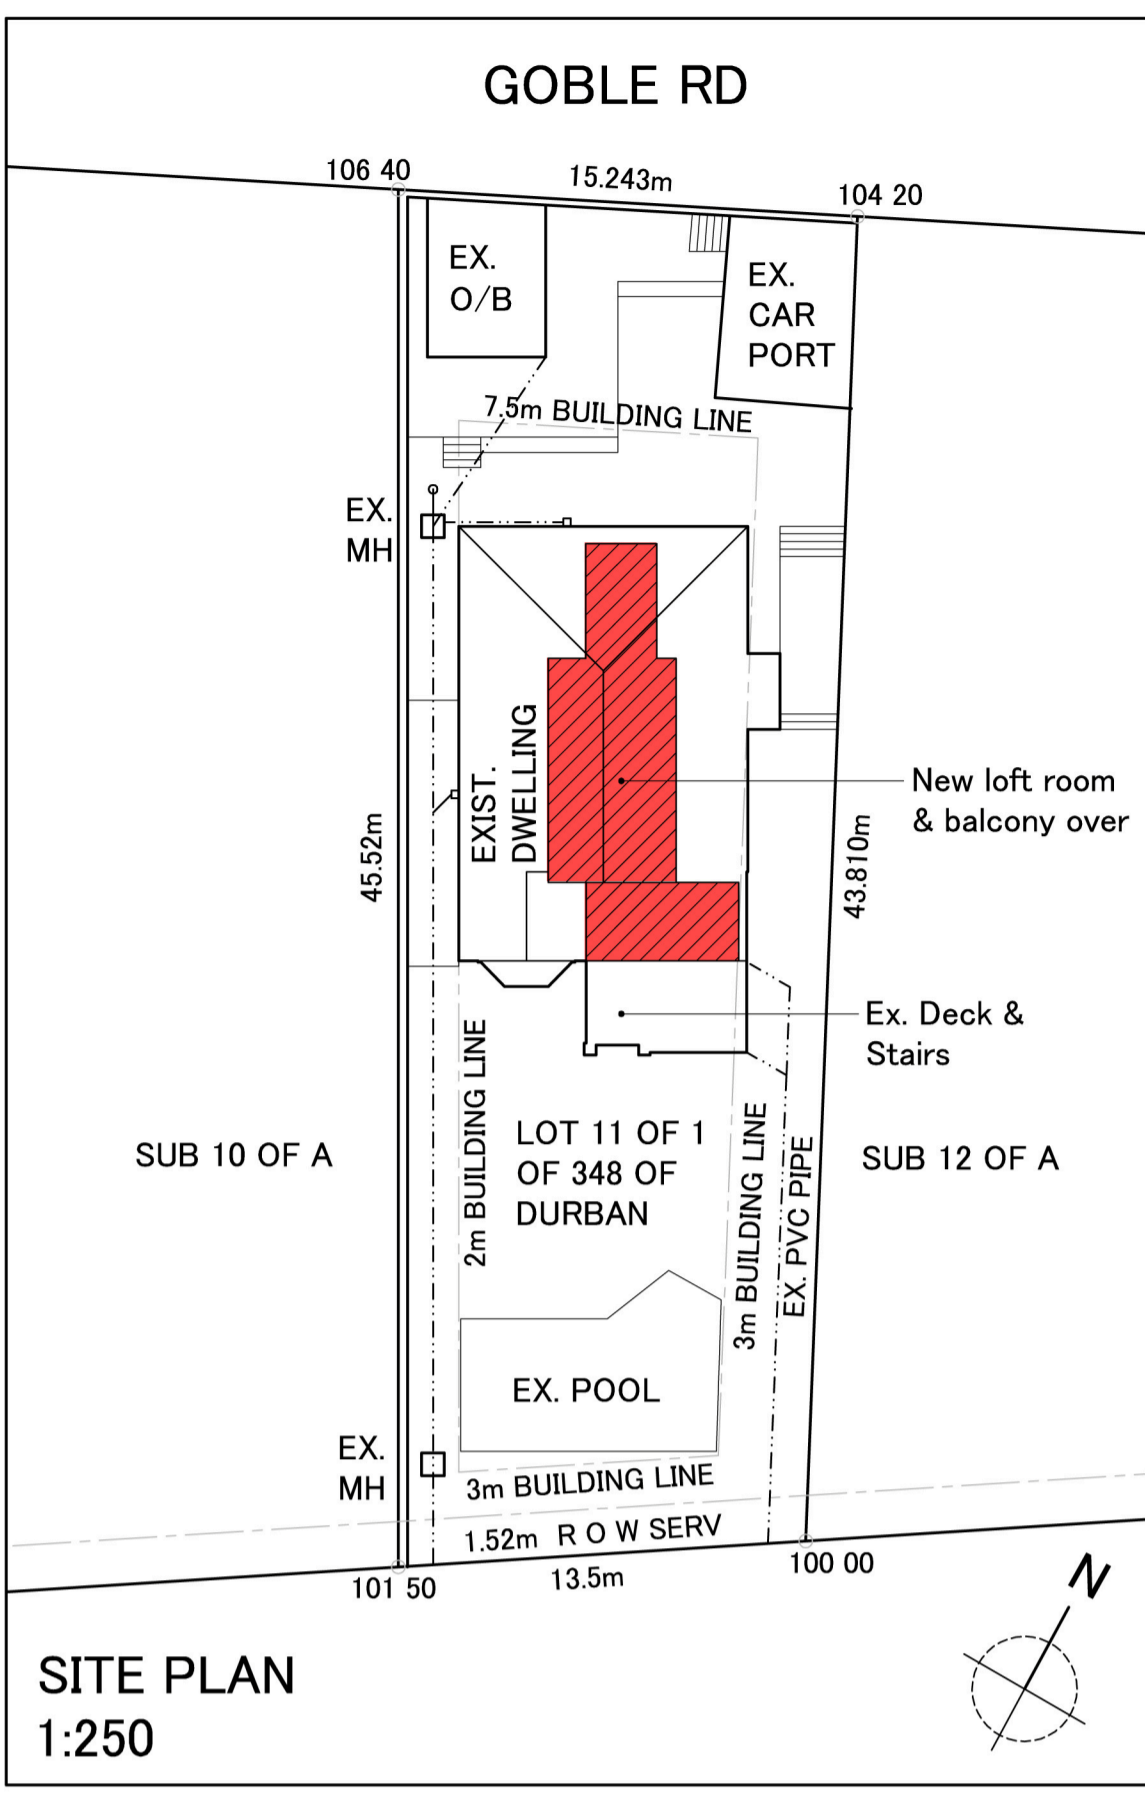 GOBLE RD
106 40
15.243m
104 20
EX.
O/B
EX.
CAR
PORT
7.5m BUILDING LINE
EX.
MH
EXIST.
DWELLING
New loft room
& balcony over
45.52m
43.810m
Ex. Deck &
Stairs
SUB 10 OF A
2m BUILDING LINE
LOT 11 OF 1
OF 348 OF
DURBAN
3m BUILDING LINE
EX. PVC PIPE
SUB 12 OF A
EX. POOL
EX.
MH
3m BUILDING LINE
1.52m R O W SERV
101 50
13.5m
100 00
N
SITE PLAN
1:250